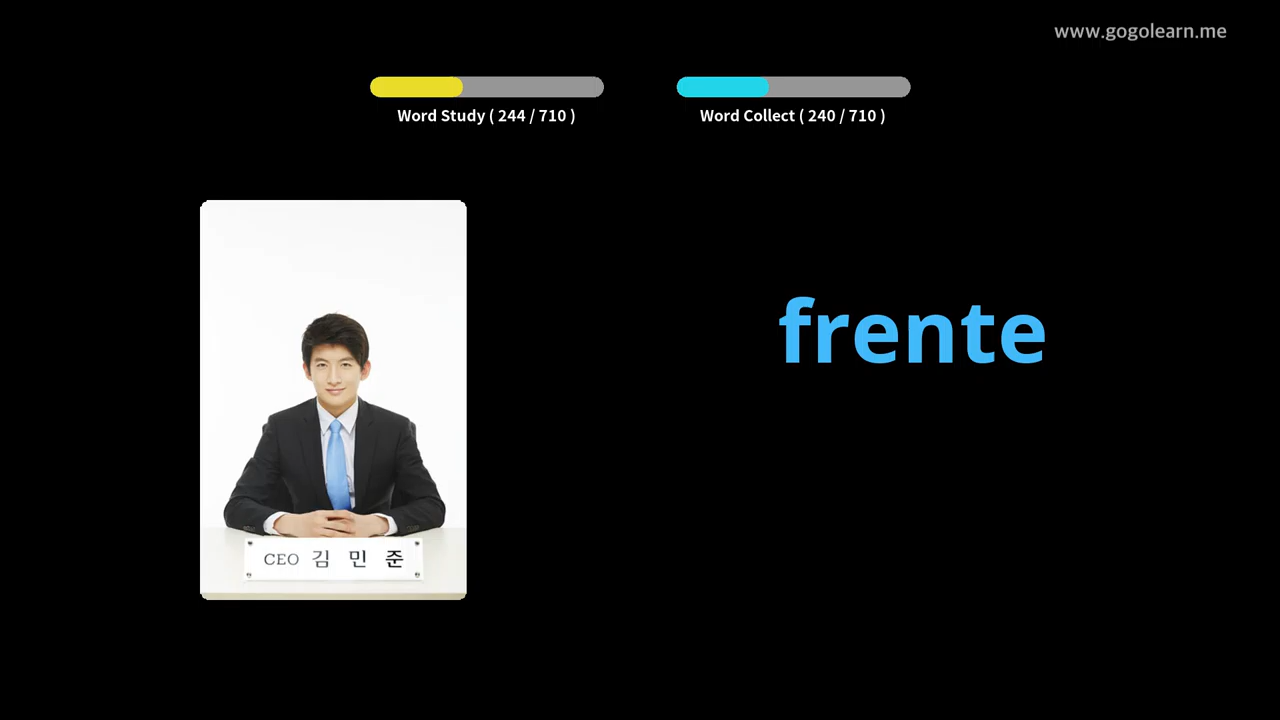 www.gogolearn.me
Word Study ( 244 / 710 )
Word Collect ( 240 / 710 )
frente
CEO 김 민 준